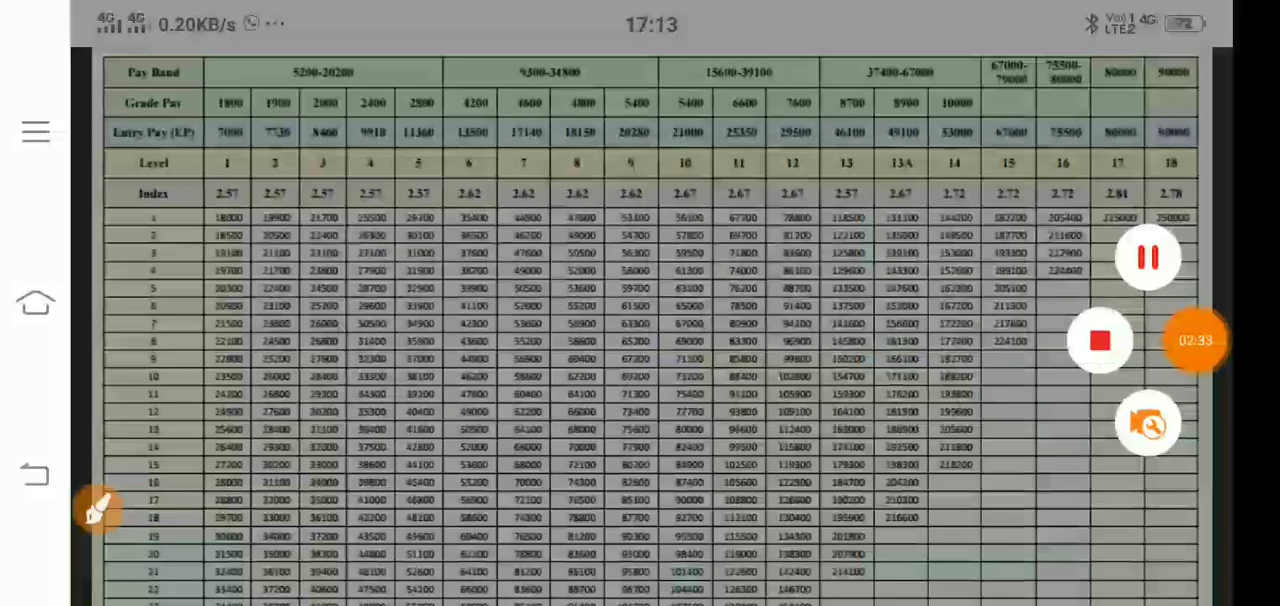 4G 4G 0.20KB/s ... 17:13 Vo)) 1 LTE2 4G 72
Pay Band 5200-20200 9300-34800 15600-39100 37400-67000 67000-79000 75500-80000 80000 90000
Grade Pay 1800 1900 2000 2400 2800 4200 4600 4800 5400 5400 6600 7600 8700 8900 10000
Entry Pay (EP) 7000 7730 8460 9910 11360 13500 17140 18150 20280 21000 25350 29500 46100 49100 53000 67000 75500 80000 90000
Level 1 2 3 4 5 6 7 8 9 10 11 12 13 13A 14 15 16 17 18
Index 2.57 2.57 2.57 2.57 2.57 2.62 2.62 2.62 2.62 2.67 2.67 2.67 2.57 2.67 2.72 2.72 2.72 2.81 2.78
1 18000 19900 21700 25500 29200 35400 44900 47600 53100 56100 67700 78800 118500 131100 144200 182200 205400 225000 250000
2 18500 20500 22400 26300 30100 36500 46200 49000 54700 57800 69700 81200 122100 135000 148500 187700 211600
3 19100 21100 23100 27100 31000 37600 47600 50500 56300 59500 71800 83600 125800 139100 153000 193300 217900
4 19700 21700 23800 27900 31900 38700 49000 52000 58000 61300 74000 86100 129600 143300 157600 199100 224400
5 20300 22400 24500 28700 32900 39900 50500 53600 59700 63100 76200 88700 133500 147600 162300 205100
6 20900 23100 25200 29600 33900 41100 52000 55200 61500 65000 78500 91400 137500 152000 167200 211300
7 21500 23800 26000 30500 34900 42300 53600 56900 63300 67000 80900 94100 141600 156600 172200 217600
8 22100 24500 26800 31400 35900 43600 55200 58600 65200 69000 83300 96900 145800 161300 177400 224100
9 22800 25200 27600 32300 37000 44900 56900 60400 67200 71100 85800 99800 150200 166100 182700
10 23500 26000 28400 33300 38100 46200 58600 62200 69200 73200 88400 102800 154700 171100 188200
11 24200 26800 29300 34300 39200 47600 60400 64100 71300 75400 91100 105900 159300 176200 193800
12 24900 27600 30200 35300 40400 49000 62200 66000 73400 77700 93800 109100 164100 181500 199600
13 25600 28400 31100 36400 41600 50500 64100 68000 75600 80000 96600 112400 169000 186900 205600
14 26400 29300 32000 37500 42800 52000 66000 70000 77900 82400 99500 115800 174100 192500 211800
15 27200 30200 33000 38600 44100 53600 68000 72100 80200 84900 102500 119300 179300 198300 218200
16 28000 31100 34000 39800 45400 55200 70000 74300 82600 87400 105600 122900 184700 204200
17 28800 32000 35000 41000 46800 56900 72100 76500 85100 90000 108800 126600 190200 210300
18 29700 33000 36100 42200 48200 58600 74300 78800 87700 92700 112100 130400 195900 216600
19 30600 34000 37200 43500 49600 60400 76500 81200 90300 95500 115500 134300 201800
20 31500 35000 38300 44800 51100 62200 78800 83600 93000 98400 119000 138300 207900
21 32400 36100 39400 46100 52600 64100 81200 86100 95800 101400 122600 142400 214100
22 33400 37200 40600 47500 54200 66000 83600 88700 98700 104400 126300 146700
02:33